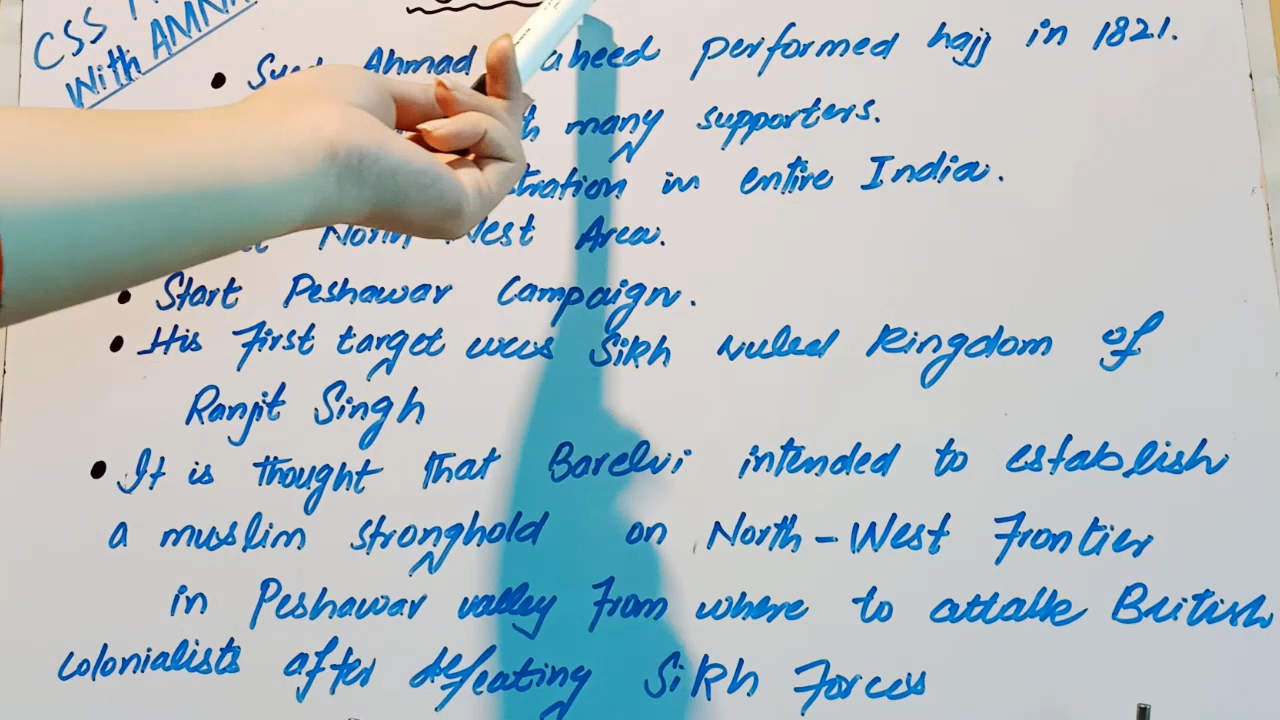 CSS
With AMNA
• Syed Ahmad Shaheed performed hajj in 1821.
many supporters.
in entire India.
North West Area.
• Start Peshawar Campaign.
• His First target was Sikh ruled Kingdom of
Ranjit Singh
• It is thought that Barelvi intended to establish
a muslim stronghold on North-West Frontier
in Peshawar valley From where to attack British
colonialists after defeating Sikh Forces